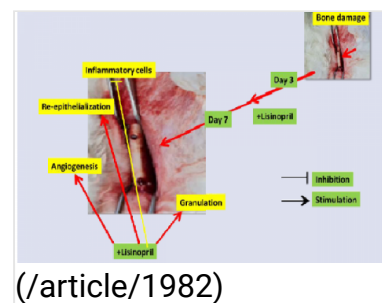 Bone damage
Inflammatory cells
Day 3
Re-epithelialization
+Lisinopril
Day 7
Angiogenesis
Inhibition
Granulation
Stimulation
+Lisinopril
(/article/1982)